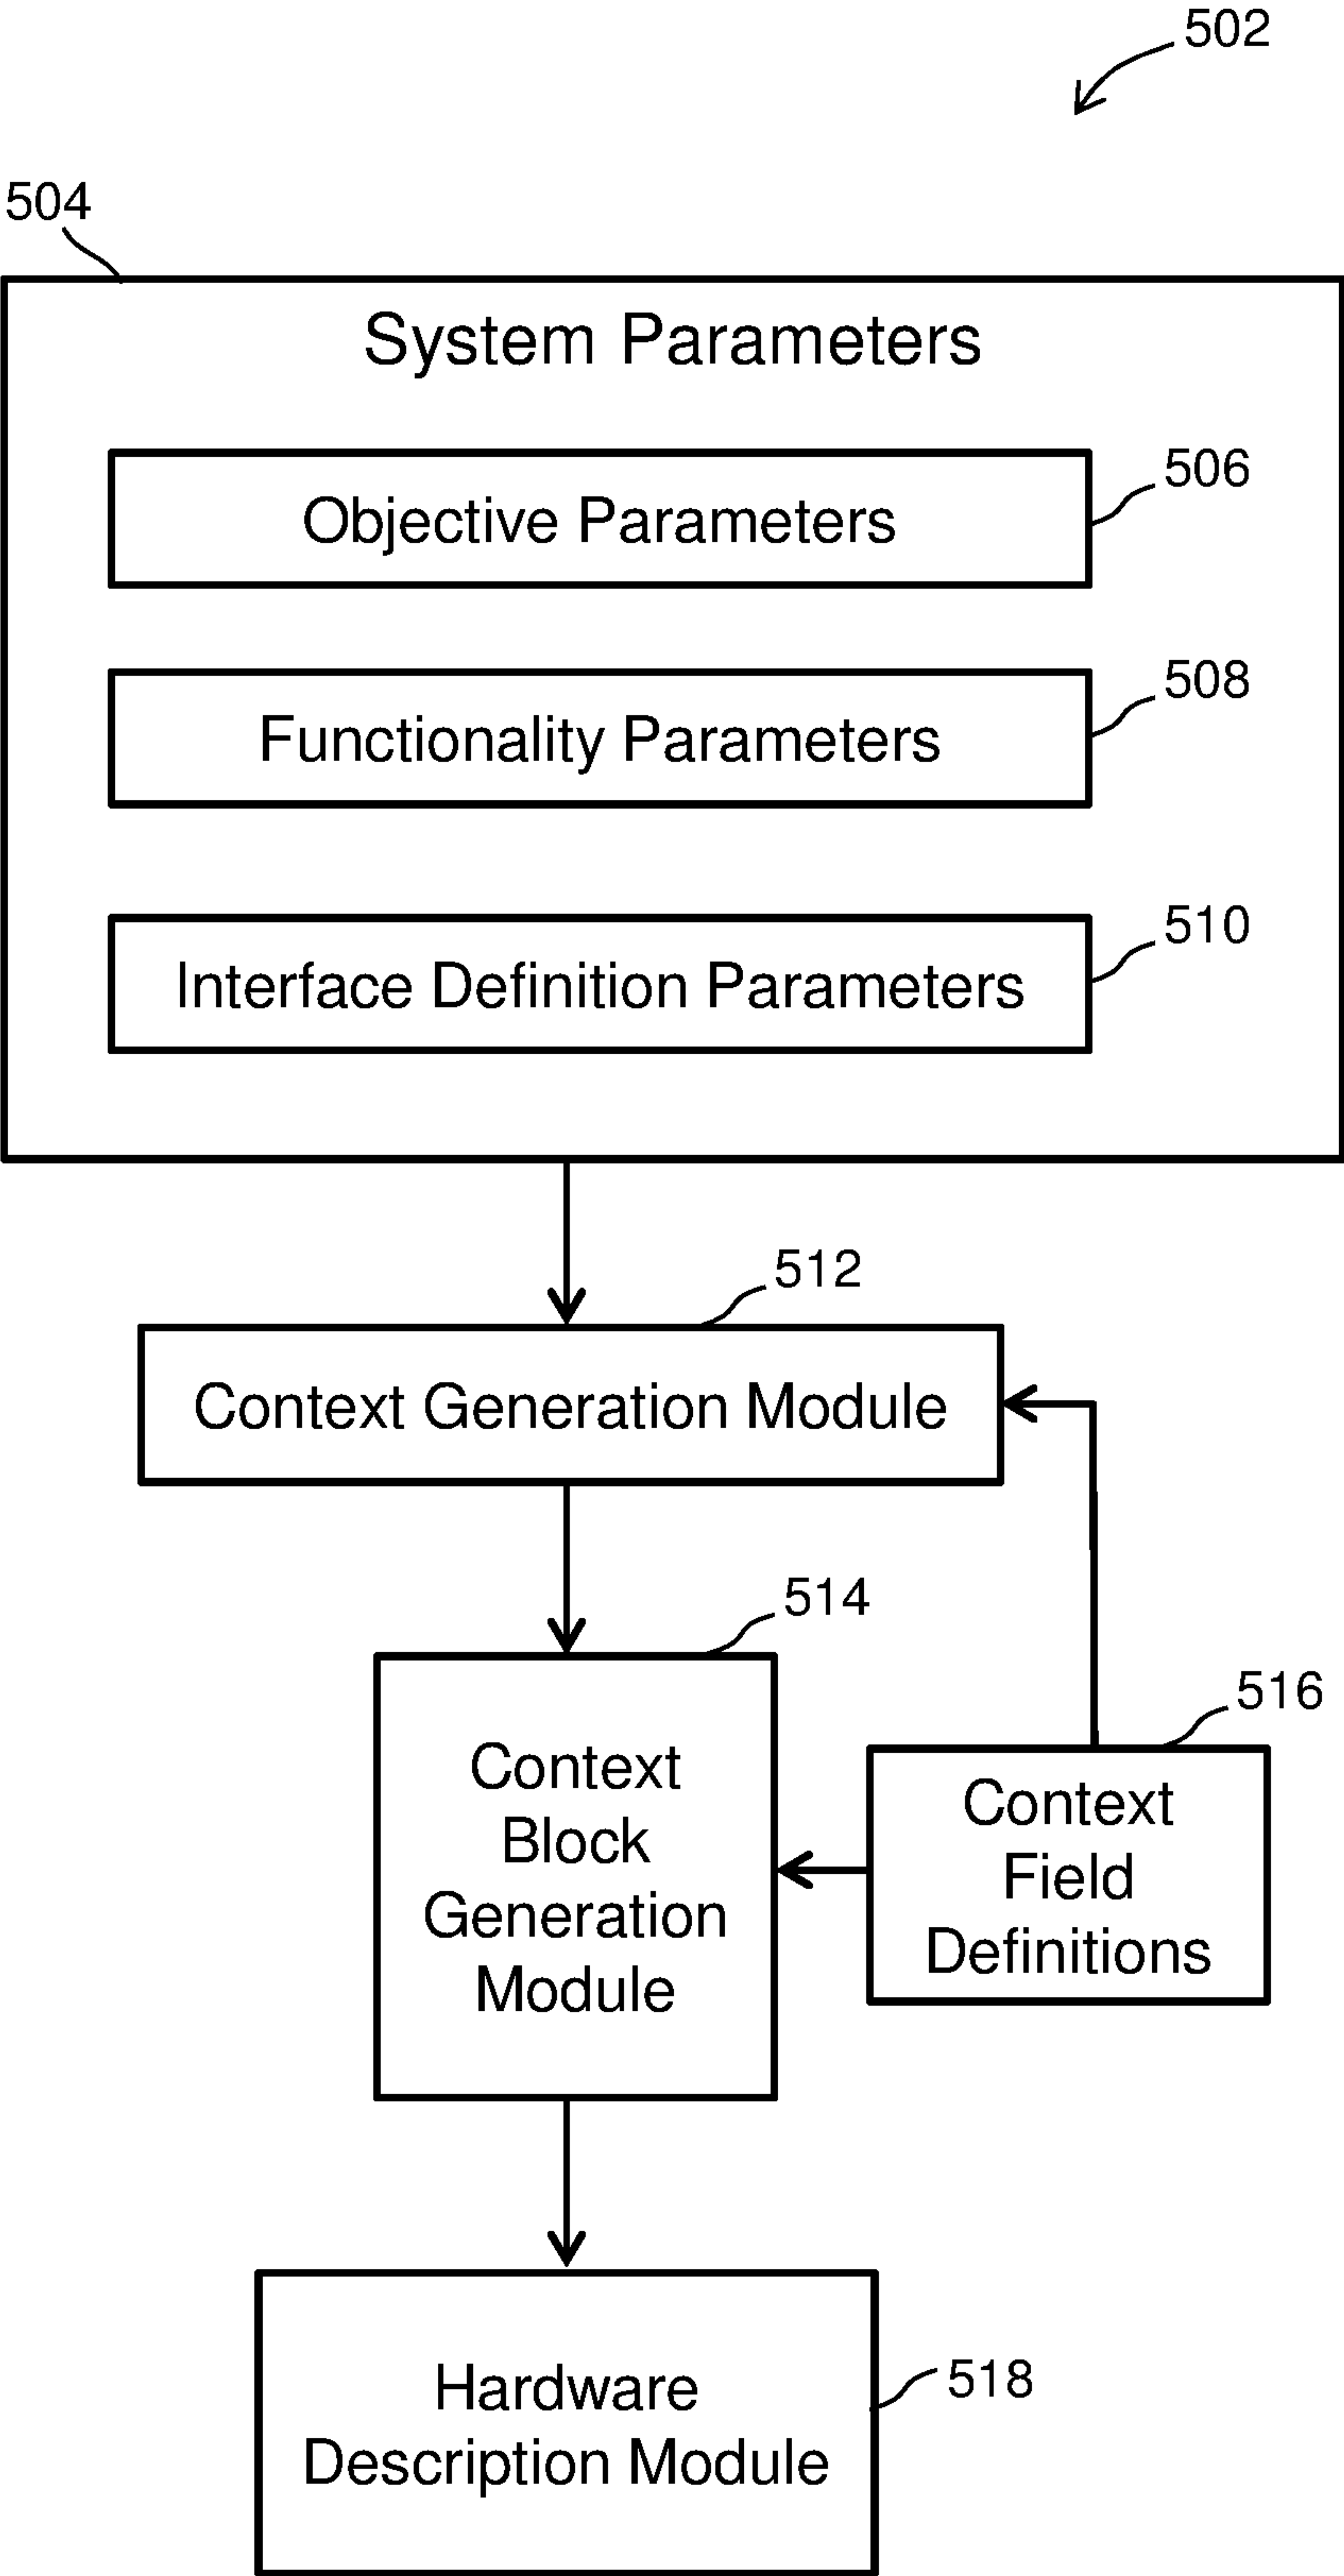 502
504
System Parameters
Objective Parameters
506
Functionality Parameters
508
Interface Definition Parameters
510
512
Context Generation Module
514
Context
Block
Generation
Module
516
Context
Field
Definitions
Hardware
Description Module
518